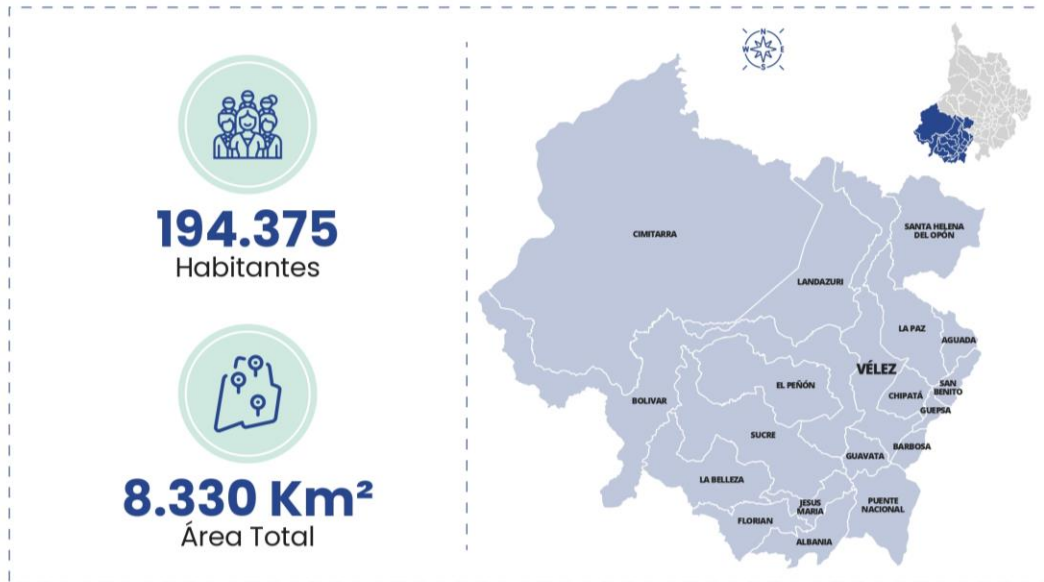 194.375
Habitantes
8.330 Km²
Área Total
N
W
E
S
CIMITARRA
SANTA HELENA
DEL OPÓN
LANDAZURI
LA PAZ
AGUADA
VÉLEZ
EL PEÑÓN
SAN
BENITO
CHIPATÁ
BOLIVAR
GUEPSA
SUCRE
BARBOSA
GUAVATA
LA BELLEZA
JESUS
MARIA
PUENTE
NACIONAL
FLORIAN
ALBANIA